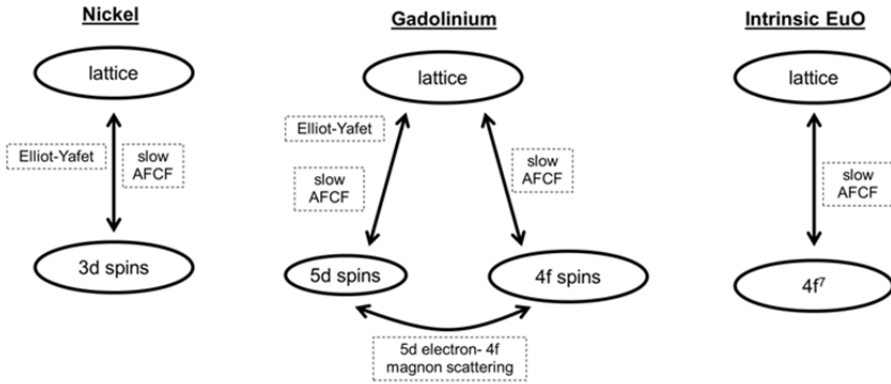 Nickel
lattice
Elliot-Yafet
slow
AFCF
3d spins
Gadolinium
lattice
Elliot-Yafet
slow
AFCF
slow
AFCF
5d spins
4f spins
5d electron- 4f
magnon scattering
Intrinsic EuO
lattice
slow
AFCF
4f⁷